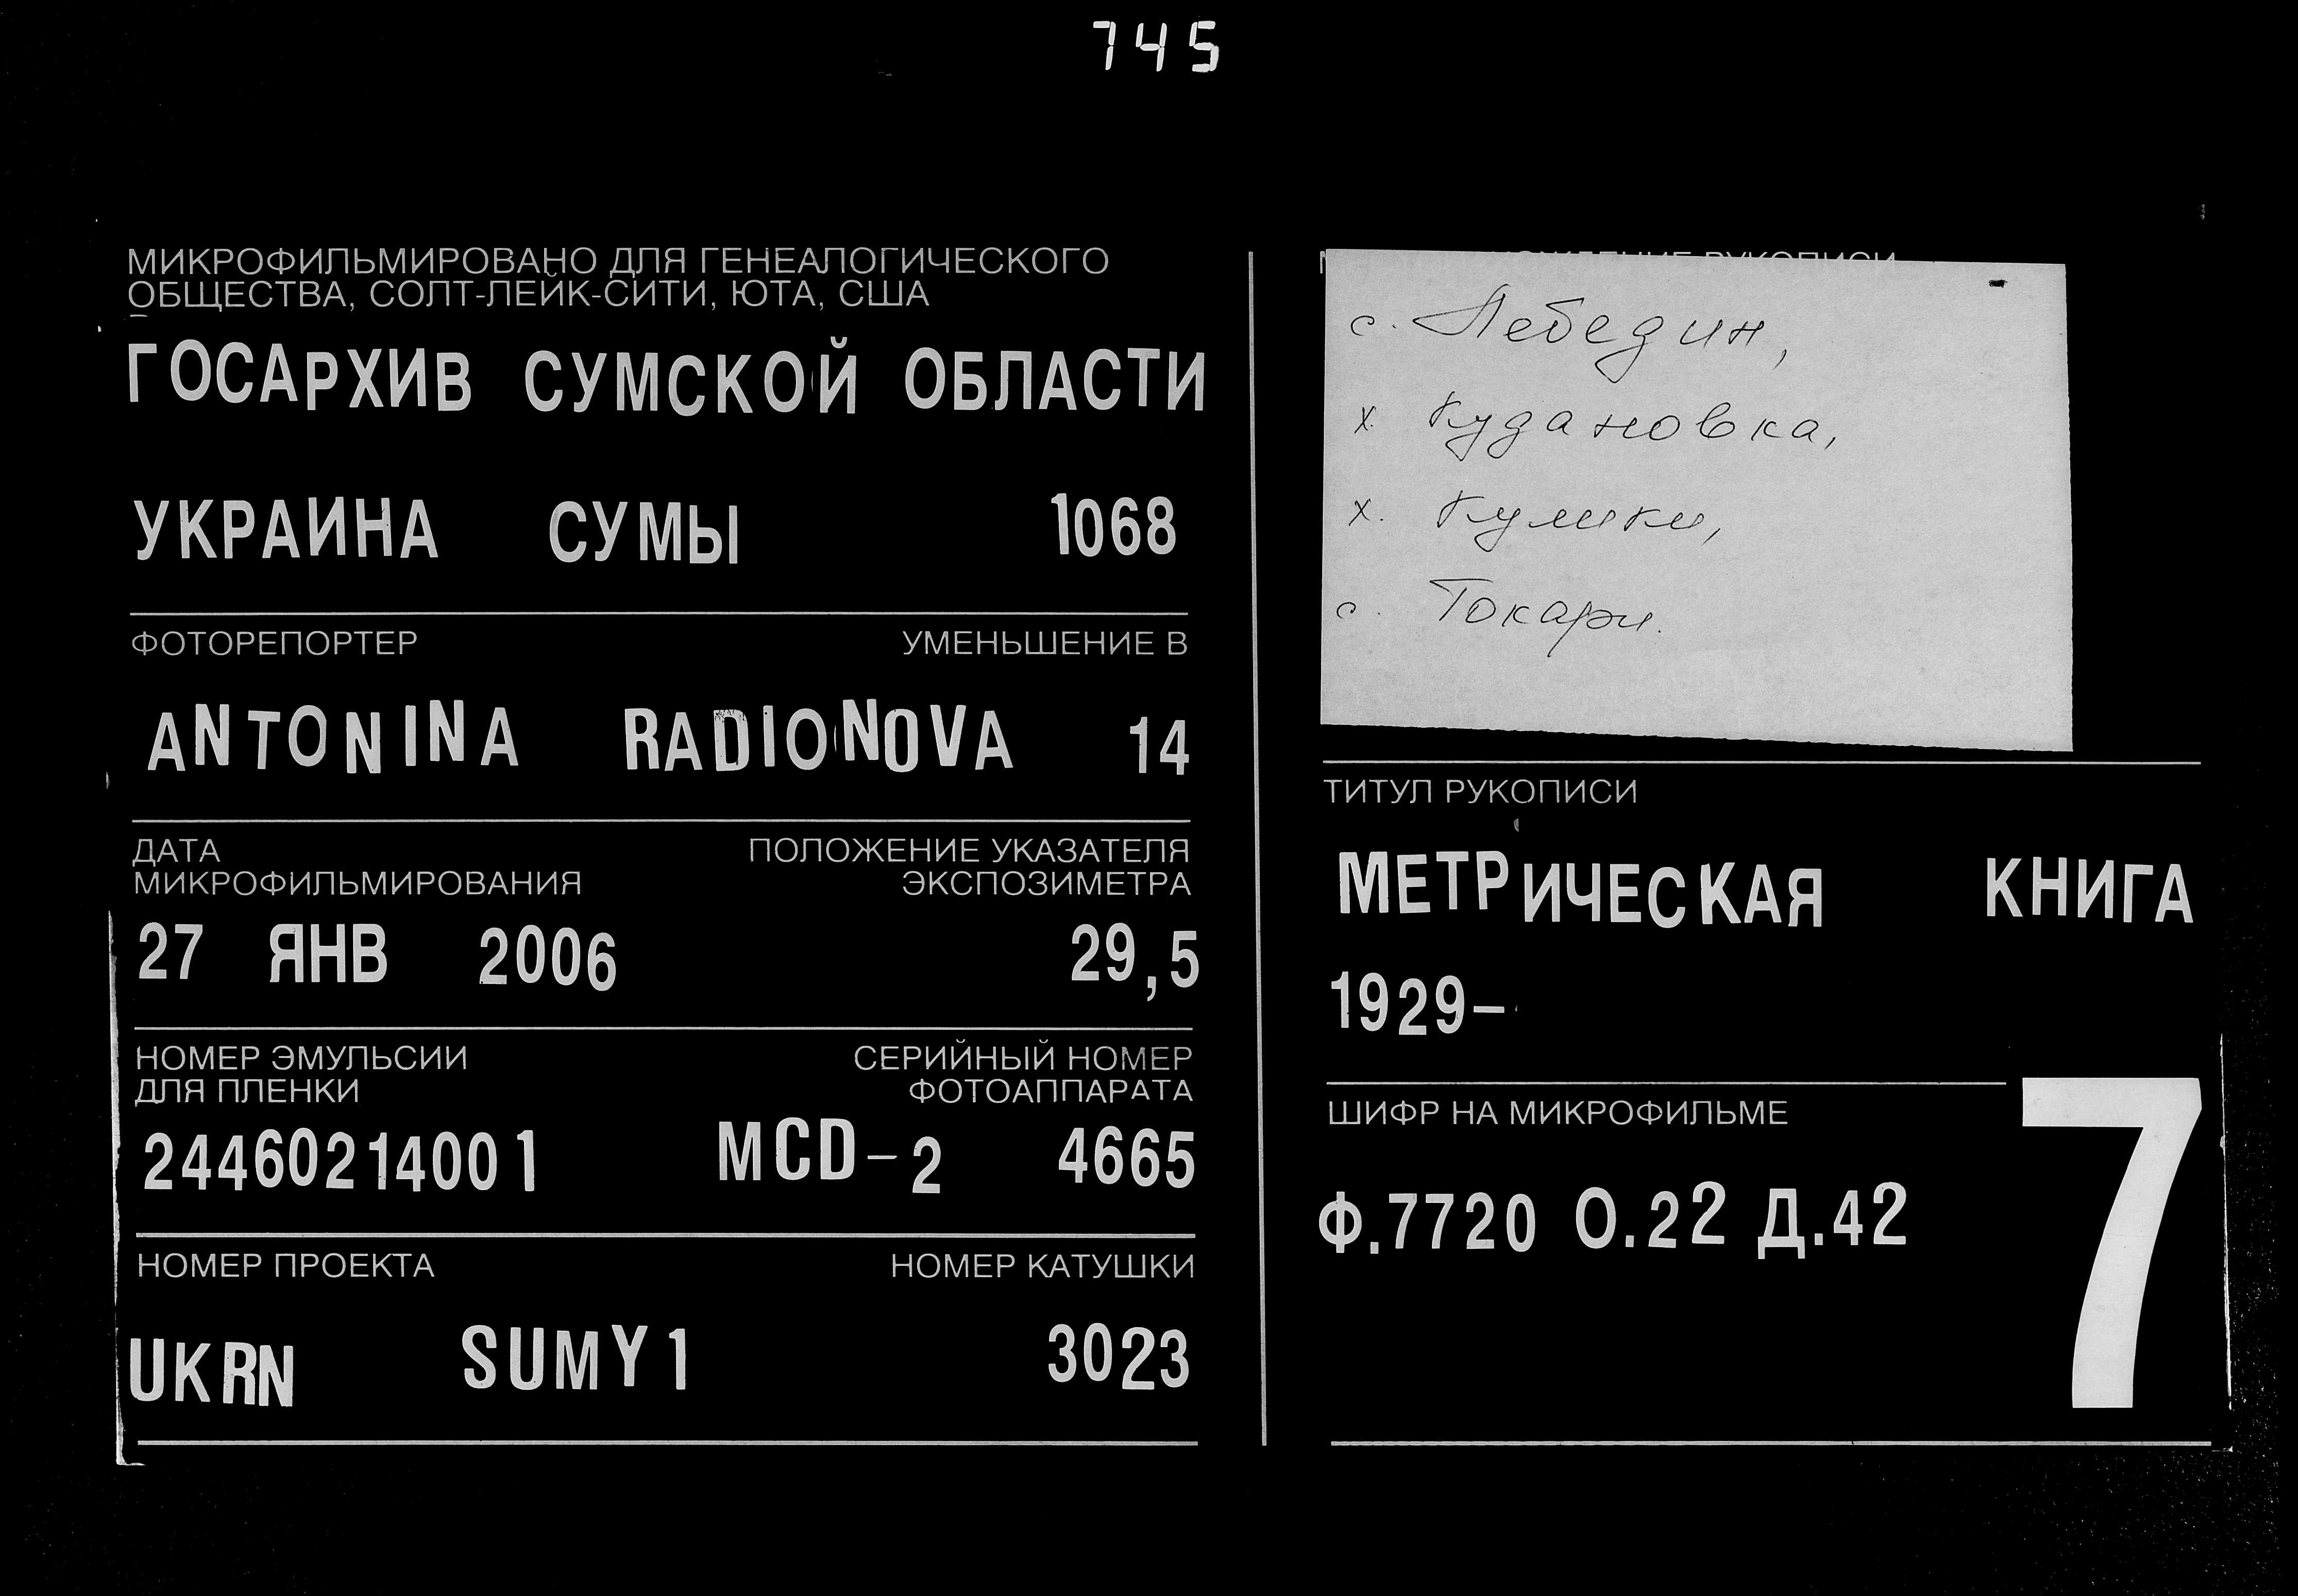 745
МИКРОФИЛЬМИРОВАНО ДЛЯ ГЕНЕАЛОГИЧЕСКОГО
ОБЩЕСТВА, СОЛТ-ЛЕЙК-СИТИ, ЮТА, США
ГОСАРХИВ СУМСКОЙ ОБЛАСТИ
УКРАИНА СУМЫ 1068
ФОТОРЕПОРТЕР УМЕНЬШЕНИЕ В
ANTONINA RADIONOVA 14
ДАТА ПОЛОЖЕНИЕ УКАЗАТЕЛЯ
МИКРОФИЛЬМИРОВАНИЯ ЭКСПОЗИМЕТРА
27 ЯНВ 2006 29,5
НОМЕР ЭМУЛЬСИИ СЕРИЙНЫЙ НОМЕР
ДЛЯ ПЛЕНКИ ФОТОАППАРАТА
24460214001 MCD-2 4665
НОМЕР ПРОЕКТА НОМЕР КАТУШКИ
UKRN SUMY1 3023
РУКОПИСИ
с. Лебедин,
х. Кудановка,
х. Кулики,
с. Токари.
ТИТУЛ РУКОПИСИ
МЕТРИЧЕСКАЯ КНИГА
1929-
ШИФР НА МИКРОФИЛЬМЕ
Ф.7720 О.22 Д.42
7